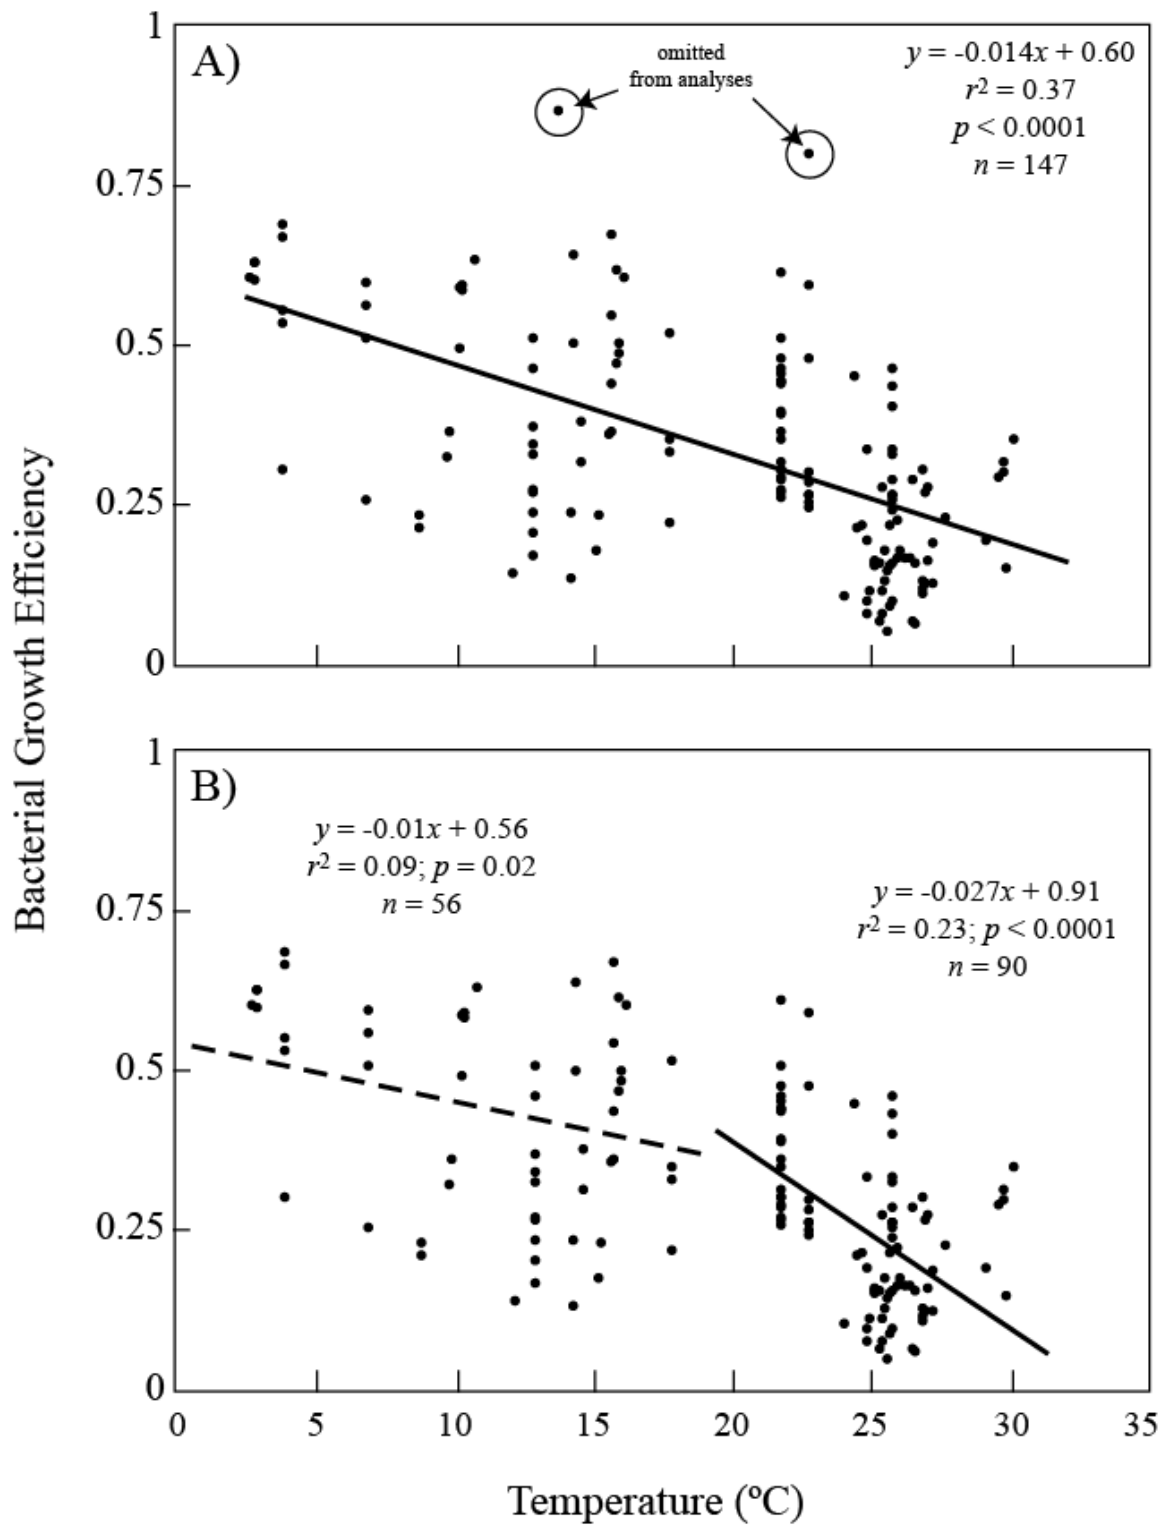 Bacterial Growth Efficiency
1
A)
omitted
from analyses
y = -0.014x + 0.60
r² = 0.37
p < 0.0001
n = 147
0.75
0.5
0.25
0
1
B)
y = -0.01x + 0.56
r² = 0.09; p = 0.02
n = 56
y = -0.027x + 0.91
r² = 0.23; p < 0.0001
n = 90
0.75
0.5
0.25
0
0 5 10 15 20 25 30 35
Temperature (ºC)